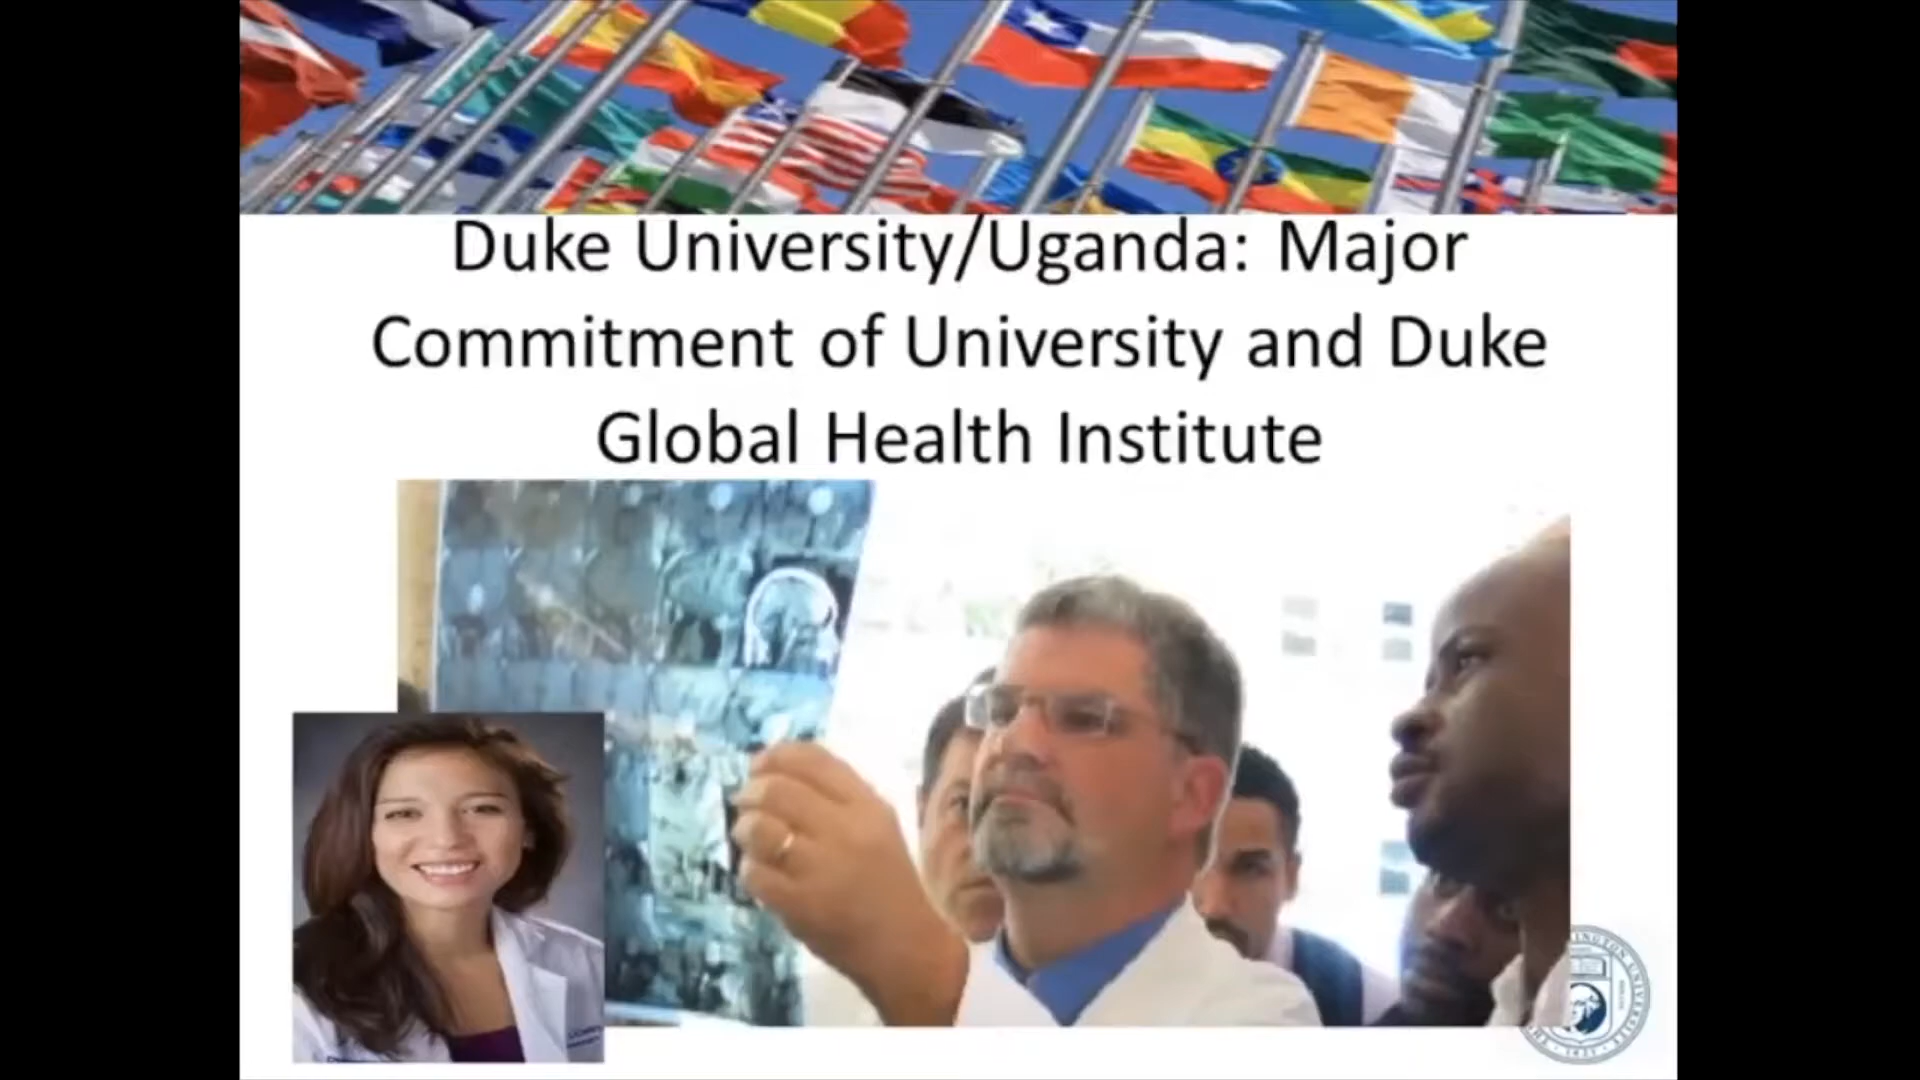 Duke University/Uganda: Major
Commitment of University and Duke
Global Health Institute